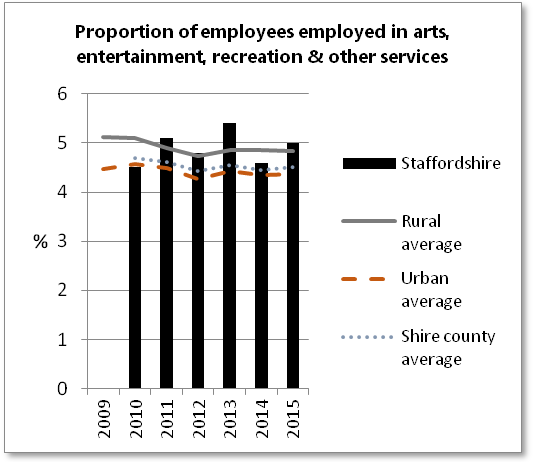 Proportion of employees employed in arts,
entertainment, recreation & other services
6
5
4
3
2
1
0
%
2009
2010
2011
2012
2013
2014
2015
Staffordshire
Rural
average
Urban
average
Shire county
average